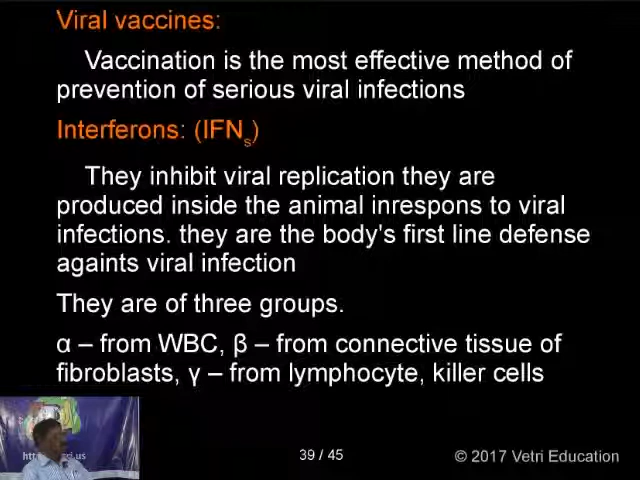 Viral vaccines:
Vaccination is the most effective method of
prevention of serious viral infections
Interferons: (IFNs)
They inhibit viral replication they are
produced inside the animal inrespons to viral
infections. they are the body's first line defense
againts viral infection
They are of three groups.
α – from WBC, β – from connective tissue of
fibroblasts, γ – from lymphocyte, killer cells
39 / 45
© 2017 Vetri Education